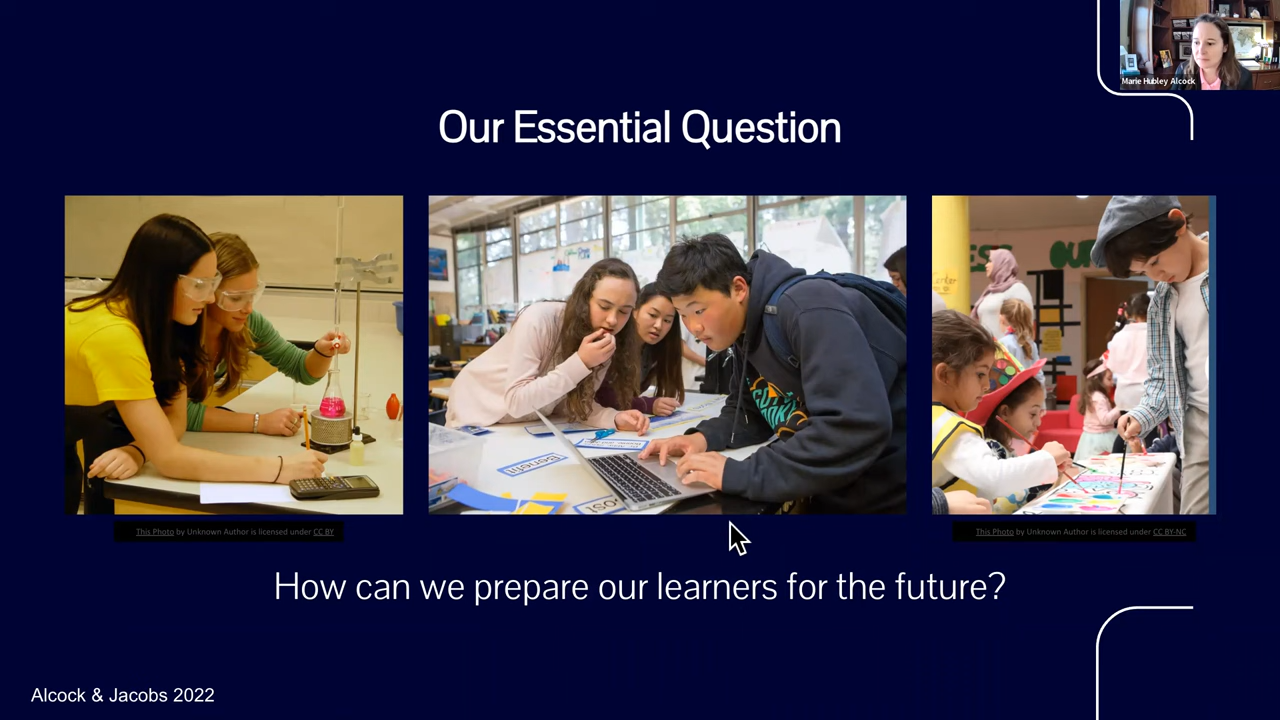 Marie Hubley Alcock
Our Essential Question
Benefit
This Photo by Unknown Author is licensed under CC BY
This Photo by Unknown Author is licensed under CC BY-NC
How can we prepare our learners for the future?
Alcock & Jacobs 2022